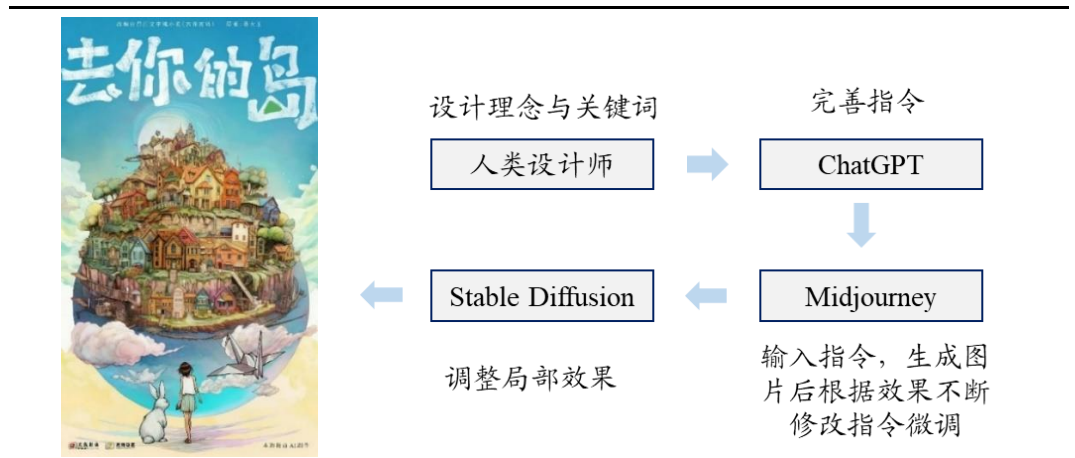 去你的岛
设计理念与关键词
完善指令
人类设计师
ChatGPT
Stable Diffusion
Midjourney
调整局部效果
输入指令，生成图
片后根据效果不断
修改指令微调